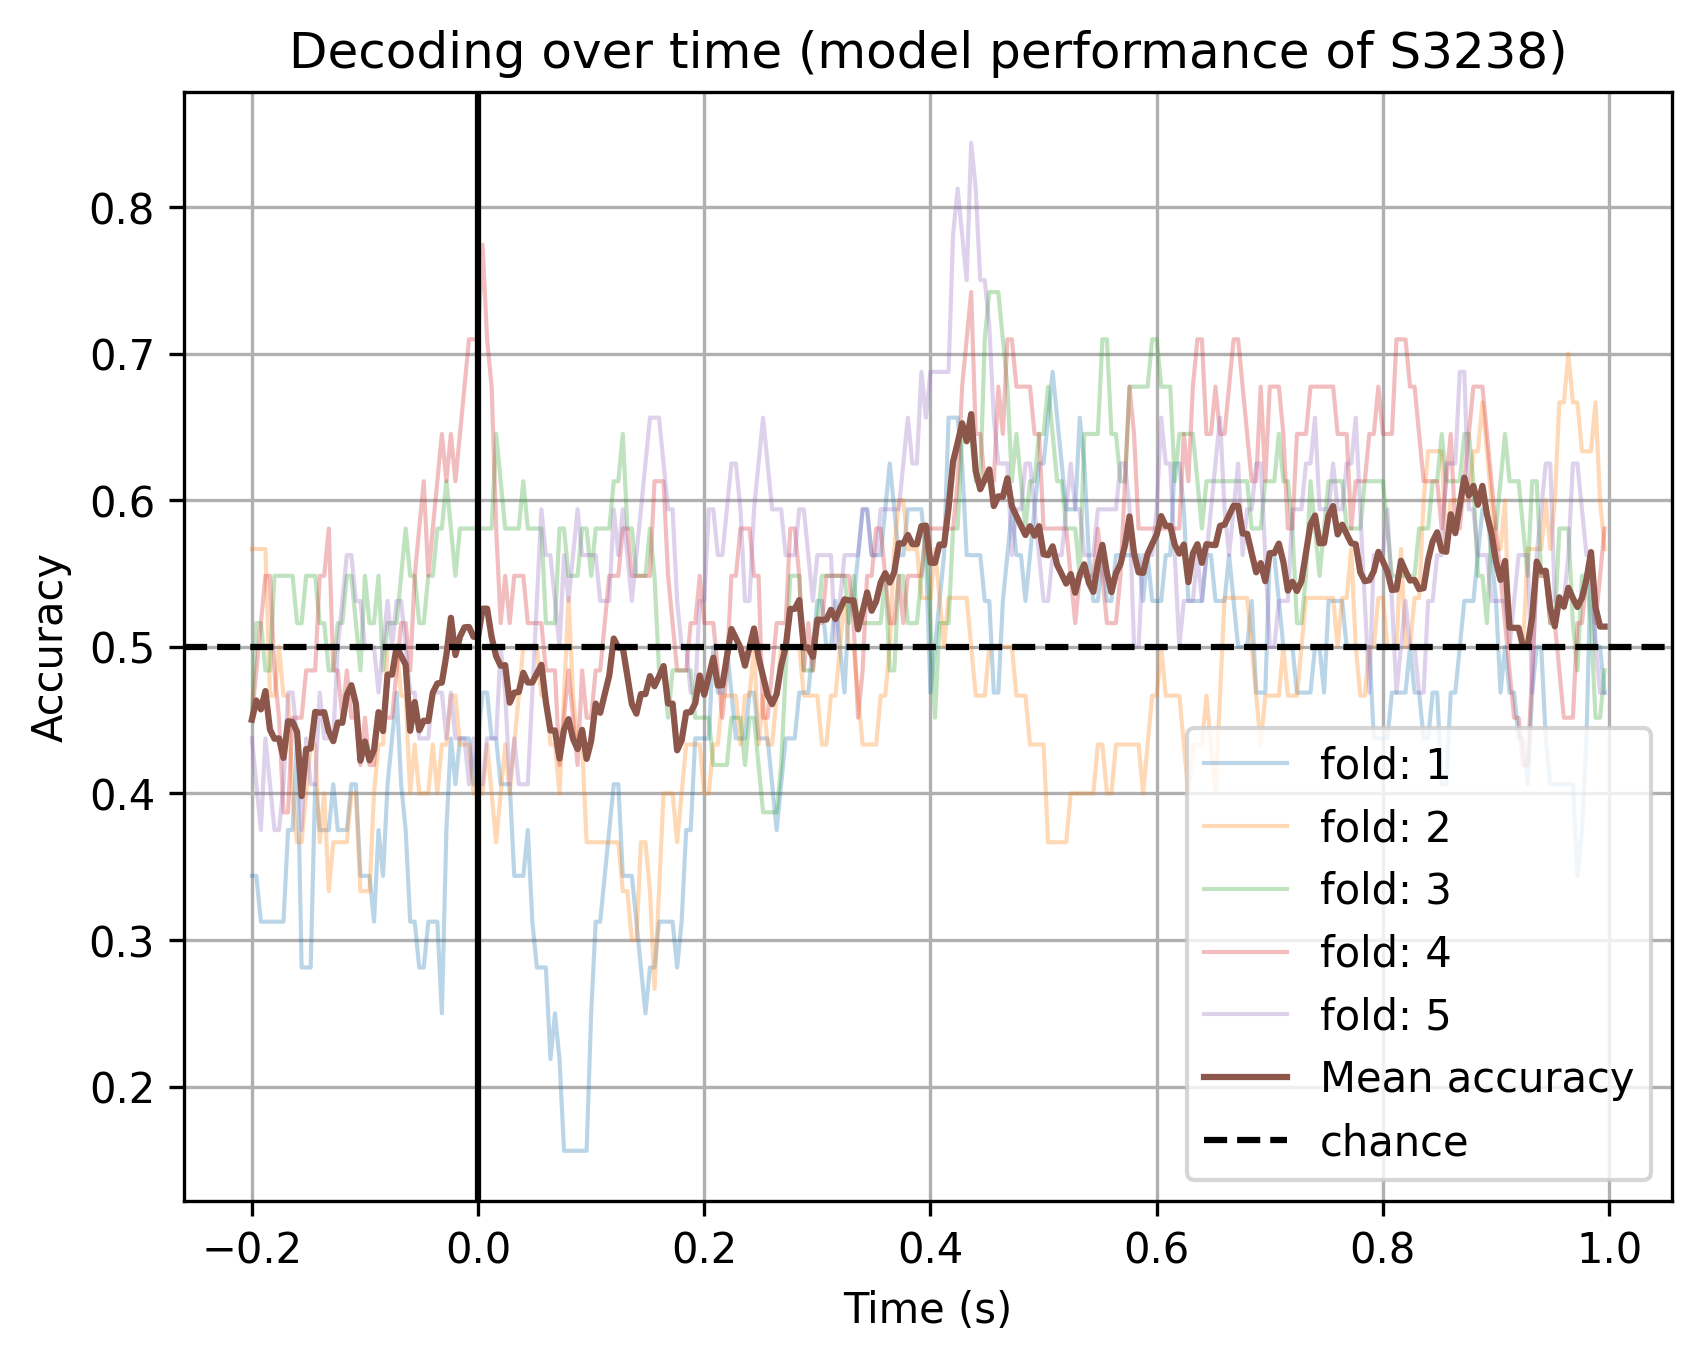 Decoding over time (model performance of S3238)
Accuracy
0.8
0.7
0.6
0.5
0.4
0.3
0.2
−0.2
0.0
0.2
0.4
0.6
0.8
1.0
Time (s)
fold: 1
fold: 2
fold: 3
fold: 4
fold: 5
Mean accuracy
chance